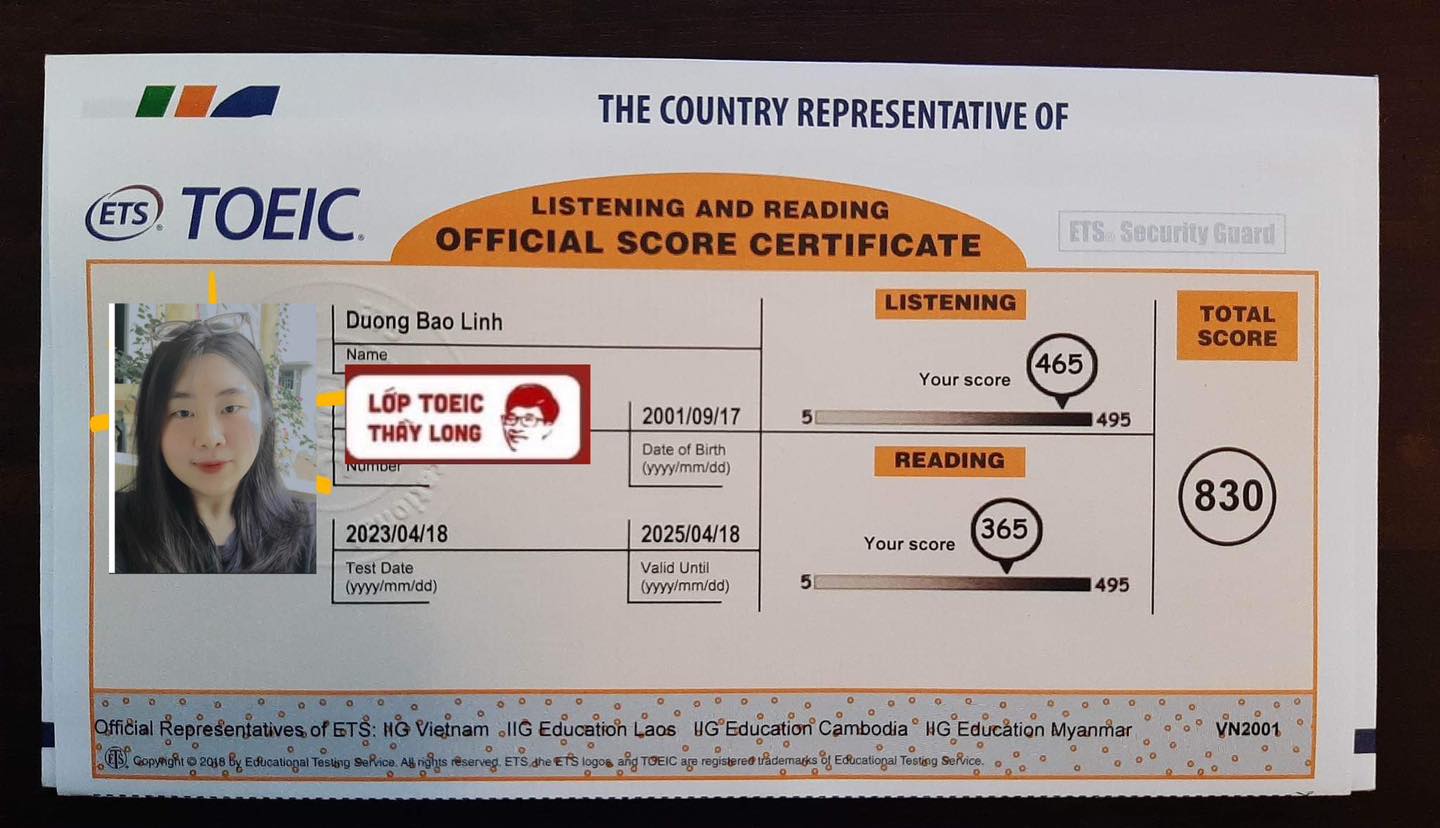 THE COUNTRY REPRESENTATIVE OF
ETS® TOEIC®
LISTENING AND READING
OFFICIAL SCORE CERTIFICATE
ETS® Security Guard
Duong Bao Linh
Name
LỚP TOEIC
THẦY LONG
Number
2001/09/17
Date of Birth
(yyyy/mm/dd)
2023/04/18
Test Date
(yyyy/mm/dd)
2025/04/18
Valid Until
(yyyy/mm/dd)
LISTENING
Your score 465
5 495
READING
Your score 365
5 495
TOTAL
SCORE
830
Official Representatives of ETS: IIG Vietnam IIG Education Laos IIG Education Cambodia IIG Education Myanmar VN2001
ETS® Copyright © 2018 by Educational Testing Service. All rights reserved. ETS, the ETS logos, and TOEIC are registered trademarks of Educational Testing Service.